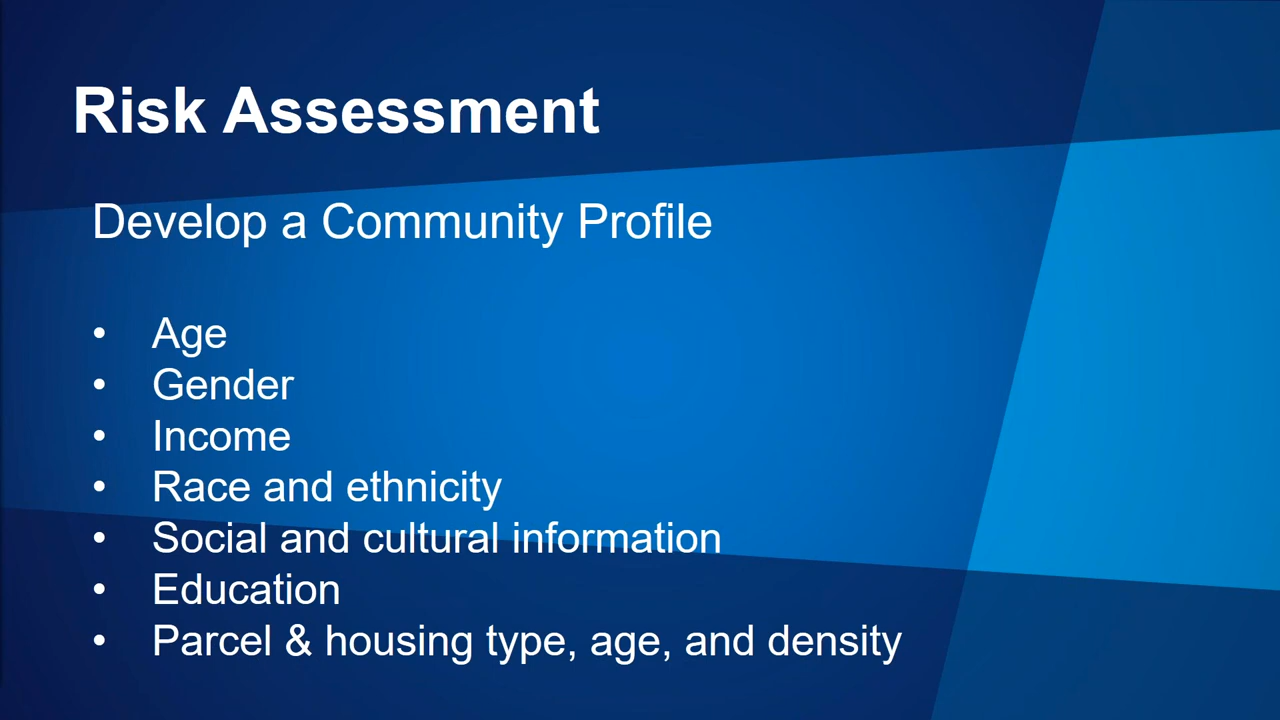 Risk Assessment
Develop a Community Profile
• Age
• Gender
• Income
• Race and ethnicity
• Social and cultural information
• Education
• Parcel & housing type, age, and density